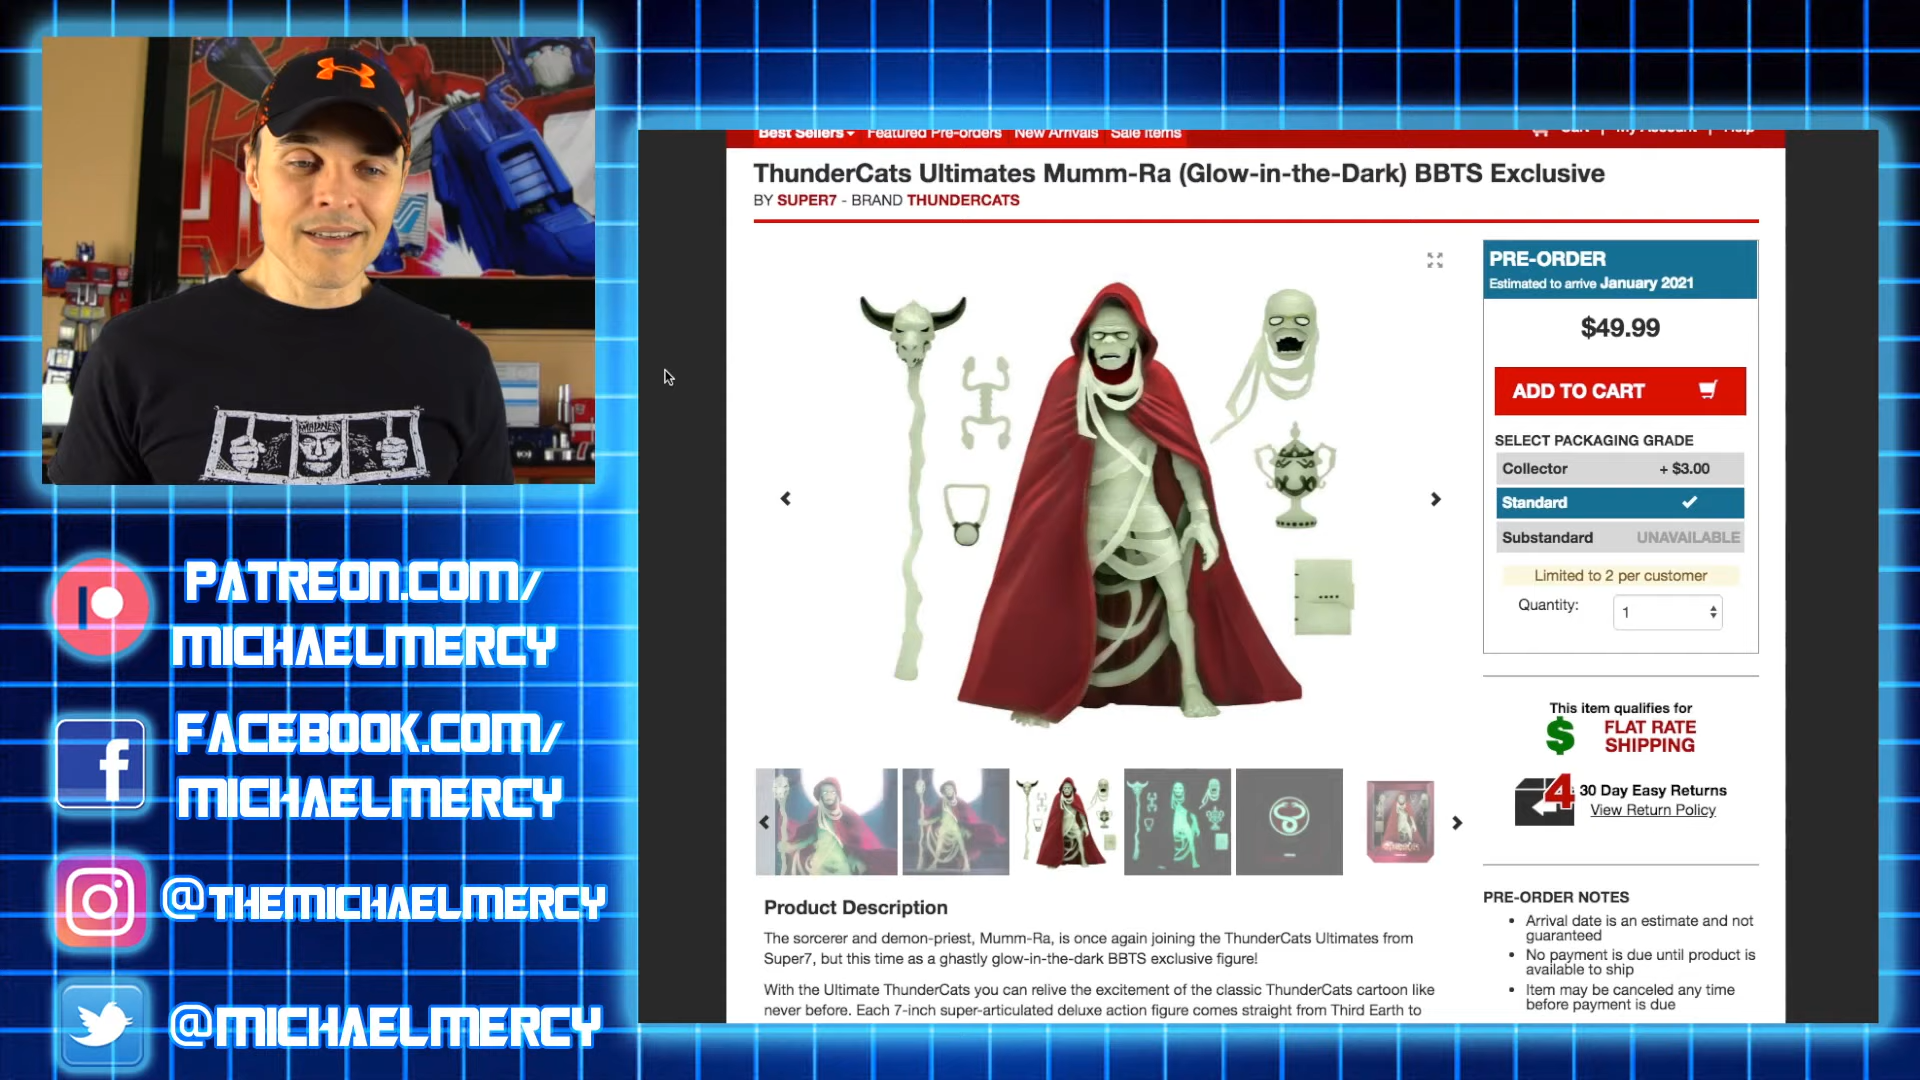 Best Sellers
Featured Pre-orders
New Arrivals
Sale Items
Cart | My Account | Help
ThunderCats Ultimates Mumm-Ra (Glow-in-the-Dark) BBTS Exclusive
BY SUPER7 - BRAND THUNDERCATS
PRE-ORDER
Estimated to arrive January 2021
$49.99
ADD TO CART
SELECT PACKAGING GRADE
Collector + $3.00
Standard
Substandard UNAVAILABLE
Limited to 2 per customer
Quantity: 1
This item qualifies for
$ FLAT RATE
SHIPPING
4 30 Day Easy Returns
View Return Policy
PRE-ORDER NOTES
• Arrival date is an estimate and not
guaranteed
• No payment is due until product is
available to ship
• Item may be canceled any time
before payment is due
Product Description
The sorcerer and demon-priest, Mumm-Ra, is once again joining the ThunderCats Ultimates from
Super7, but this time as a ghastly glow-in-the-dark BBTS exclusive figure!
With the Ultimate ThunderCats you can relive the excitement of the classic ThunderCats cartoon like
never before. Each 7-inch super-articulated deluxe action figure comes straight from Third Earth to
MADNESS
PATREON.COM/
MICHAELMERCY
FACEBOOK.COM/
MICHAELMERCY
@THEMICHAELMERCY
@MICHAELMERCY